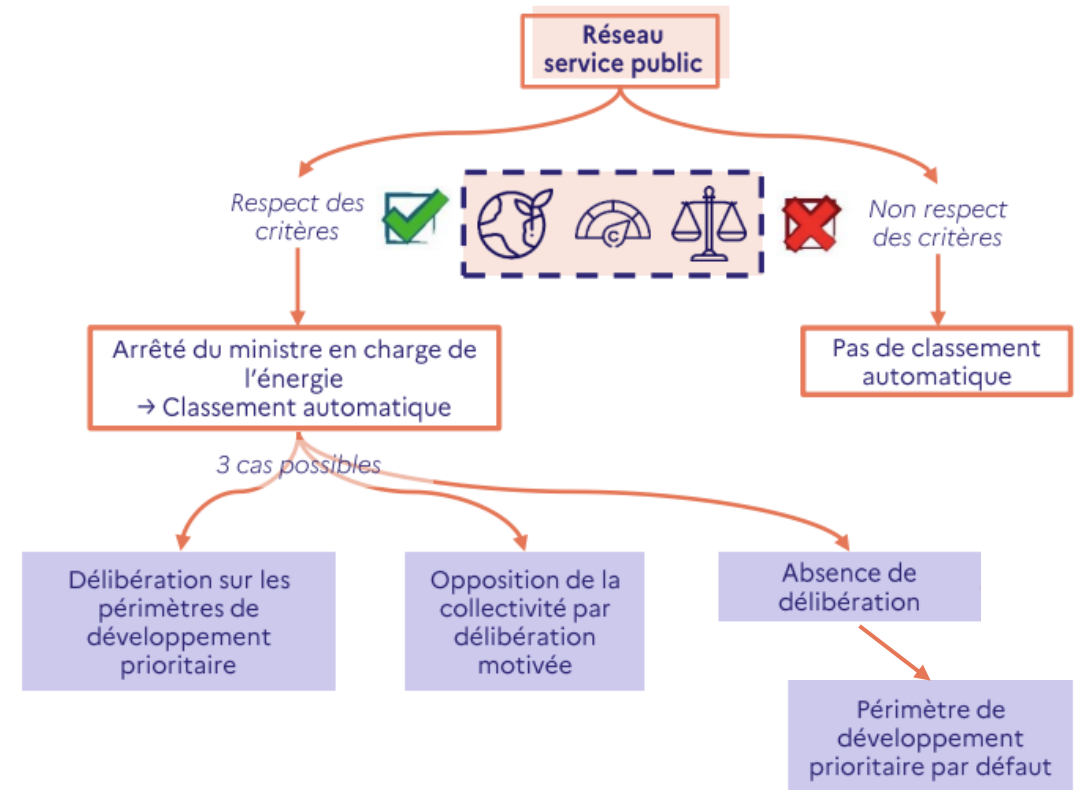 Réseau
service public
Respect des
critères
C
Non respect
des critères
Arrêté du ministre en charge de
l'énergie
→ Classement automatique
Pas de classement
automatique
3 cas possibles
Délibération sur les
périmètres de
développement
prioritaire
Opposition de la
collectivité par
délibération
motivée
Absence de
délibération
Périmètre de
développement
prioritaire par défaut